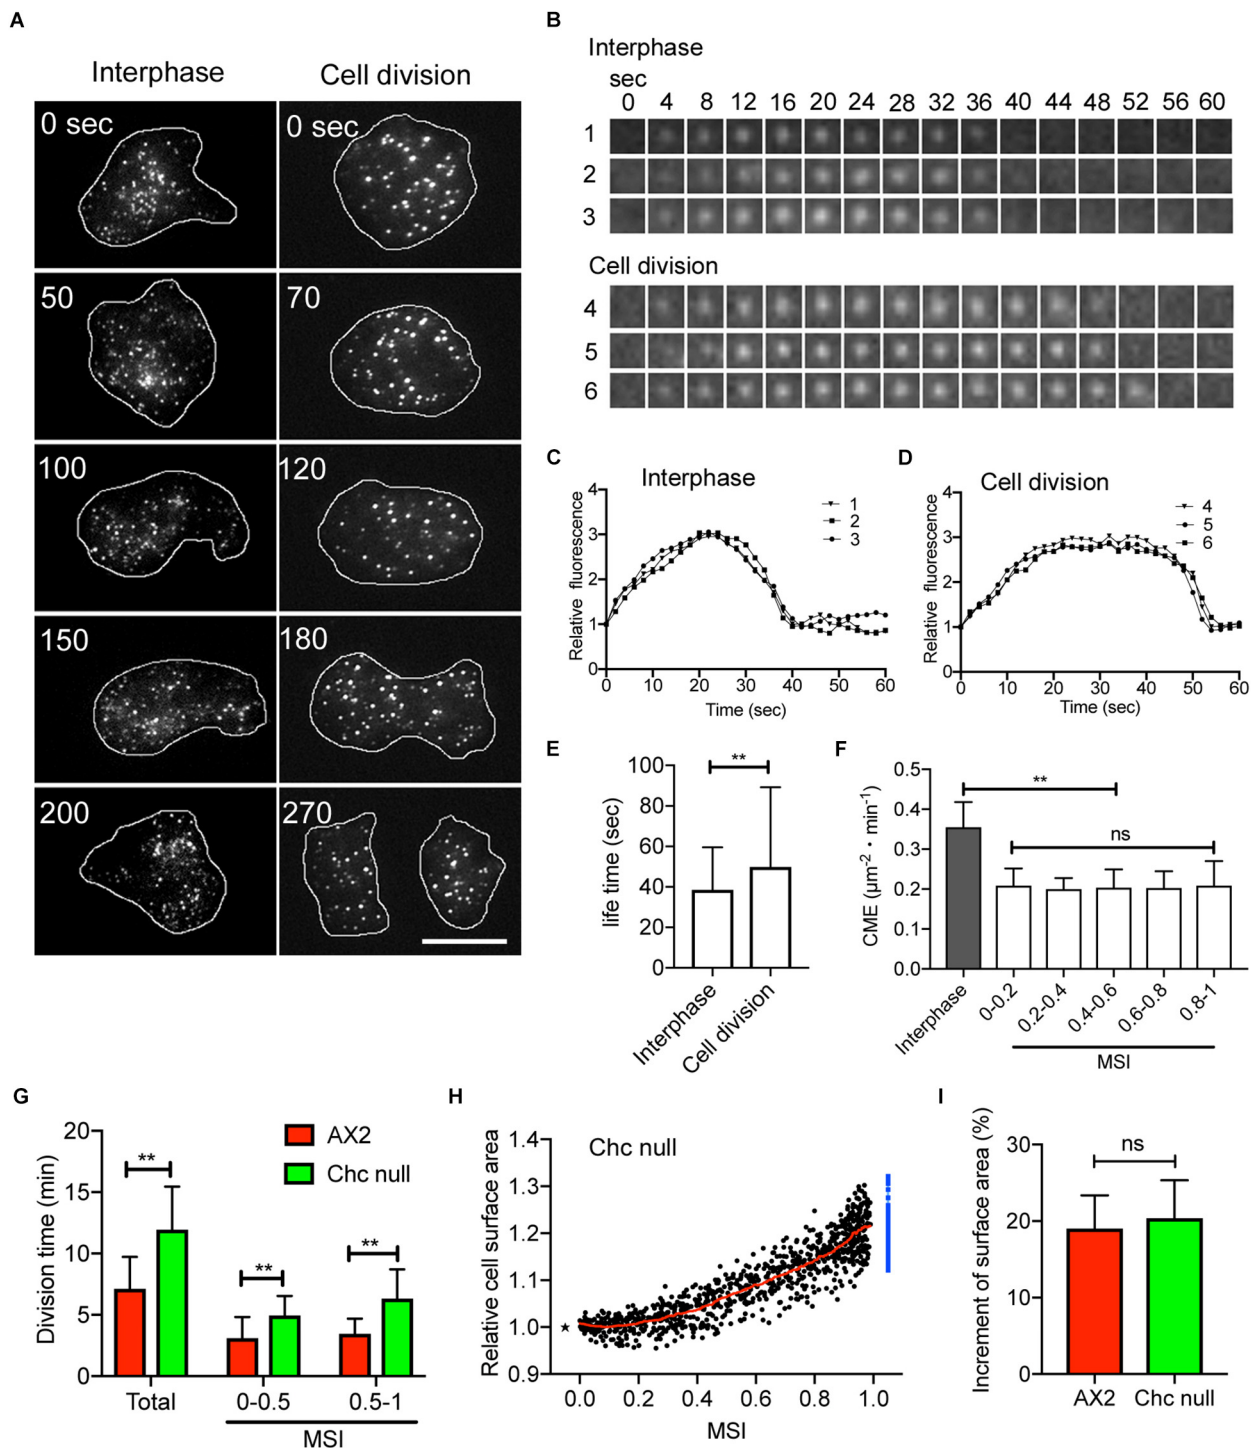 A
Interphase
Cell division
0 sec
0 sec
50
70
100
120
150
180
200
270
B
Interphase
sec
0 4 8 12 16 20 24 28 32 36 40 44 48 52 56 60
1
2
3
Cell division
4
5
6
C
Interphase
Relative fluorescence
4
3
2
1
0
1
2
3
0 10 20 30 40 50 60
Time (sec)
D
Cell division
Relative fluorescence
4
3
2
1
0
4
5
6
0 10 20 30 40 50 60
Time (sec)
E
life time (sec)
100
80
60
40
20
0
**
Interphase
Cell division
F
CME (μm-2 · min-1)
0.5
0.4
0.3
0.2
0.1
0.0
**
ns
Interphase
0-0.2
0.2-0.4
0.4-0.6
0.6-0.8
0.8-1
MSI
G
Division time (min)
20
15
10
5
0
AX2
Chc null
**
**
**
Total
0-0.5
0.5-1
MSI
H
Relative cell surface area
1.4
1.3
1.2
1.1
1.0
0.9
Chc null
★
0.0 0.2 0.4 0.6 0.8 1.0
MSI
I
Increment of surface area (%)
30
20
10
0
ns
AX2
Chc null